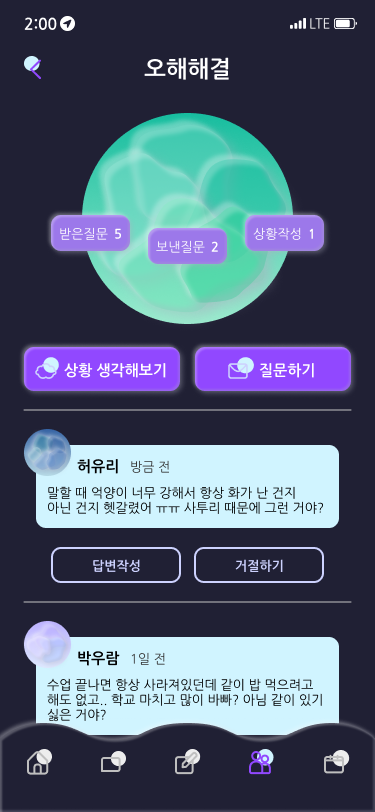 2:00 LTE
오해해결
받은질문 5
보낸질문 2
상황작성 1
상황 생각해보기
질문하기
허유리 방금 전
말할 때 억양이 너무 강해서 항상 화가 난 건지
아닌 건지 헷갈렸어 ㅠㅠ 사투리 때문에 그런 거야?
답변작성
거절하기
박우람 1일 전
수업 끝나면 항상 사라져있던데 같이 밥 먹으려고
해도 없고.. 학교 마치고 많이 바빠? 아님 같이 있기
싫은 거야?